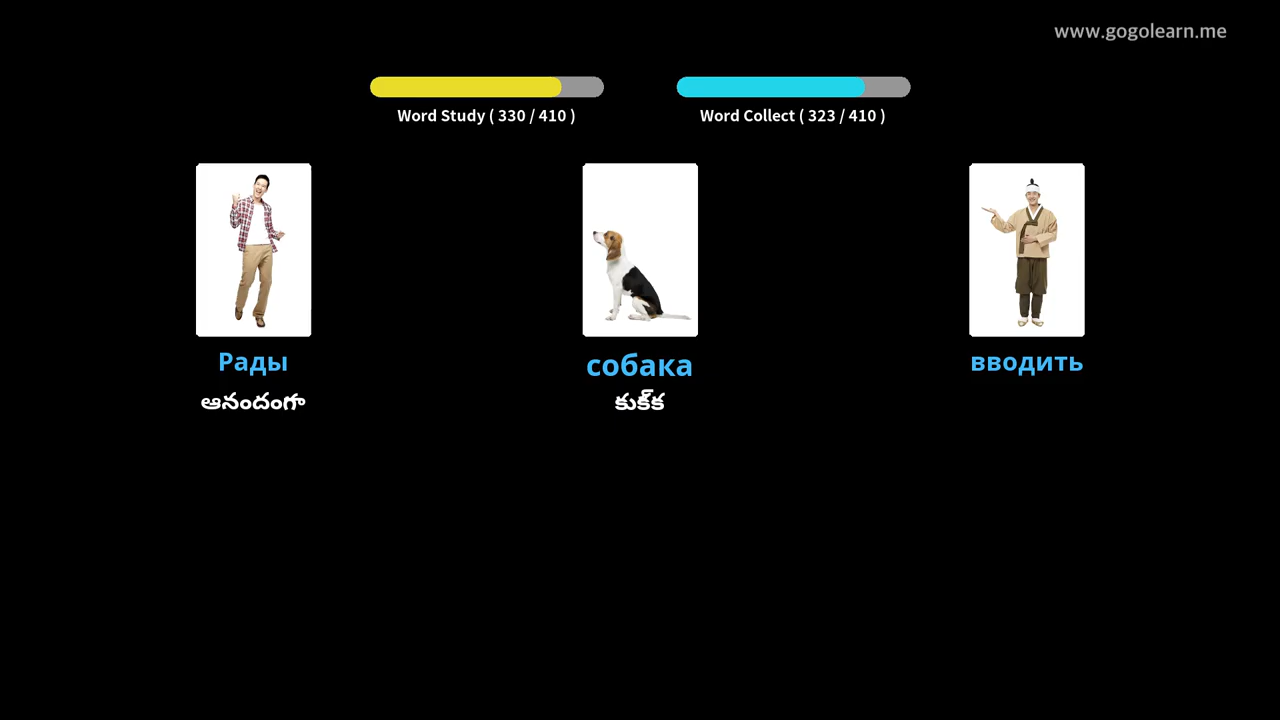 www.gogolearn.me
Word Study ( 330 / 410 )
Word Collect ( 323 / 410 )
Рады
собака
вводить
ఆనందంగా
కుక్క